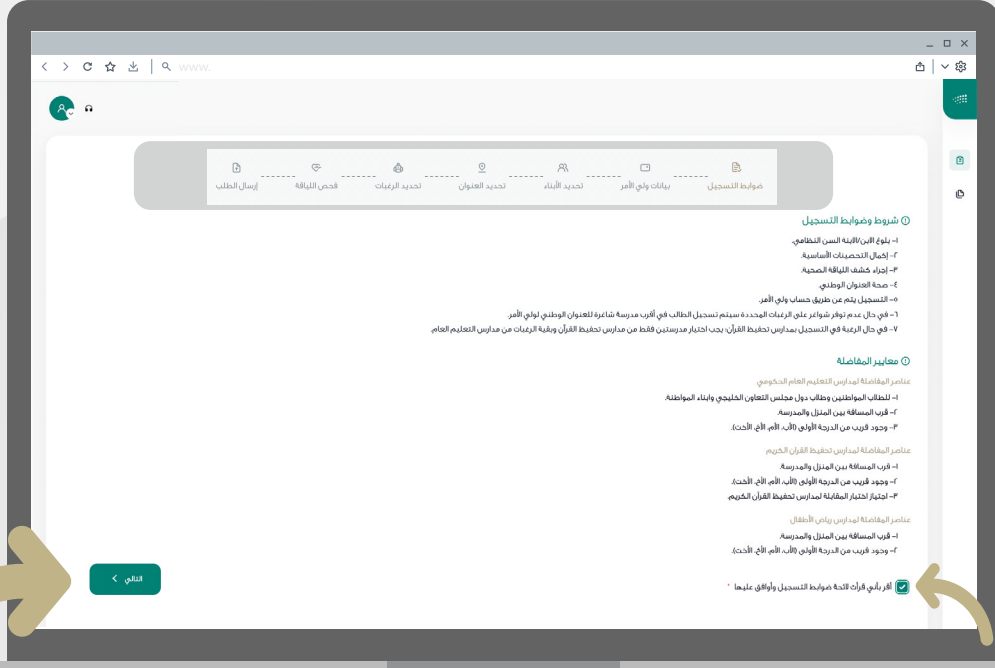 www.
ضوابط التسجيل
بيانات ولي الأمر
تحديد الأبناء
تحديد العنوان
تحديد الرغبات
فحص اللياقة
إرسال الطلب
شروط وضوابط التسجيل
١- بلوغ الابن/الابنة السن النظامي.
٢- إكمال التحصينات الأساسية.
٣- إجراء كشف اللياقة الصحية.
٤- صحة العنوان الوطني.
٥- التسجيل يتم عن طريق حساب ولي الأمر.
٦- في حال عدم توفر شواغر على الرغبات المحددة سيتم تسجيل الطالب في أقرب مدرسة شاغرة للعنوان الوطني لولي الأمر.
٧- في حال الرغبة في التسجيل بمدارس تحفيظ القرآن؛ يجب اختيار مدرستين فقط من مدارس تحفيظ القرآن وبقية الرغبات من مدارس التعليم العام.
معايير المفاضلة
عناصر المفاضلة لمدارس التعليم العام الحكومي
١- للطلاب المواطنين وطلاب دول مجلس التعاون الخليجي وابناء المواطنة.
٢- قرب المسافة بين المنزل والمدرسة.
٣- وجود قريب من الدرجة الأولى (الأب، الأم، الأخ، الأخت).
عناصر المفاضلة لمدارس تحفيظ القران الكريم
١- قرب المسافة بين المنزل والمدرسة.
٢- وجود قريب من الدرجة الأولى (الأب، الأم، الأخ، الأخت).
٣- اجتياز اختبار المقابلة لمدارس تحفيظ القرآن الكريم.
عناصر المفاضلة لمدارس رياض الأطفال
١- قرب المسافة بين المنزل والمدرسة.
٢- وجود قريب من الدرجة الأولى (الأب، الأم، الأخ، الأخت).
أقر بأني قرأت لائحة ضوابط التسجيل وأوافق عليها *
التالي